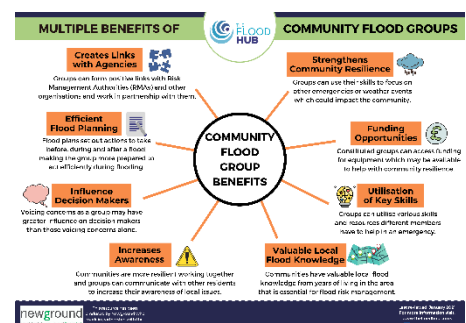 MULTIPLE BENEFITS OF
THE
FLOOD
HUB
COMMUNITY FLOOD GROUPS
Creates Links
with Agencies
Groups can form positive links with Risk
Management Authorities (RMAs) and other
organisations and work in partnership with them.
Efficient
Flood Planning
Flood plans set out actions to take
before, during and after a flood
making the group more prepared to
act efficiently during flooding
Influence
Decision Makers
Voicing concerns as a group may have
greater influence on decision makers
than those voicing concerns alone.
Increases
Awareness
Communities are more resilient working together
and groups can communicate with other residents
to increase their awareness of local issues.
COMMUNITY
FLOOD
GROUP
BENEFITS
Strengthens
Community Resilience
Groups can use their skills to focus on
other emergencies or weather events
which could impact the community.
Funding
Opportunities
Constituted groups can access funding
for equipment which may be available
to help with community resilience
Utilisation
of Key Skills
Groups can utilise various skills
and resources different members
have to help in an emergency.
Valuable Local
Flood Knowledge
Communities have valuable local flood
knowledge from years of living in the area
that is essential for flood risk management.
newground